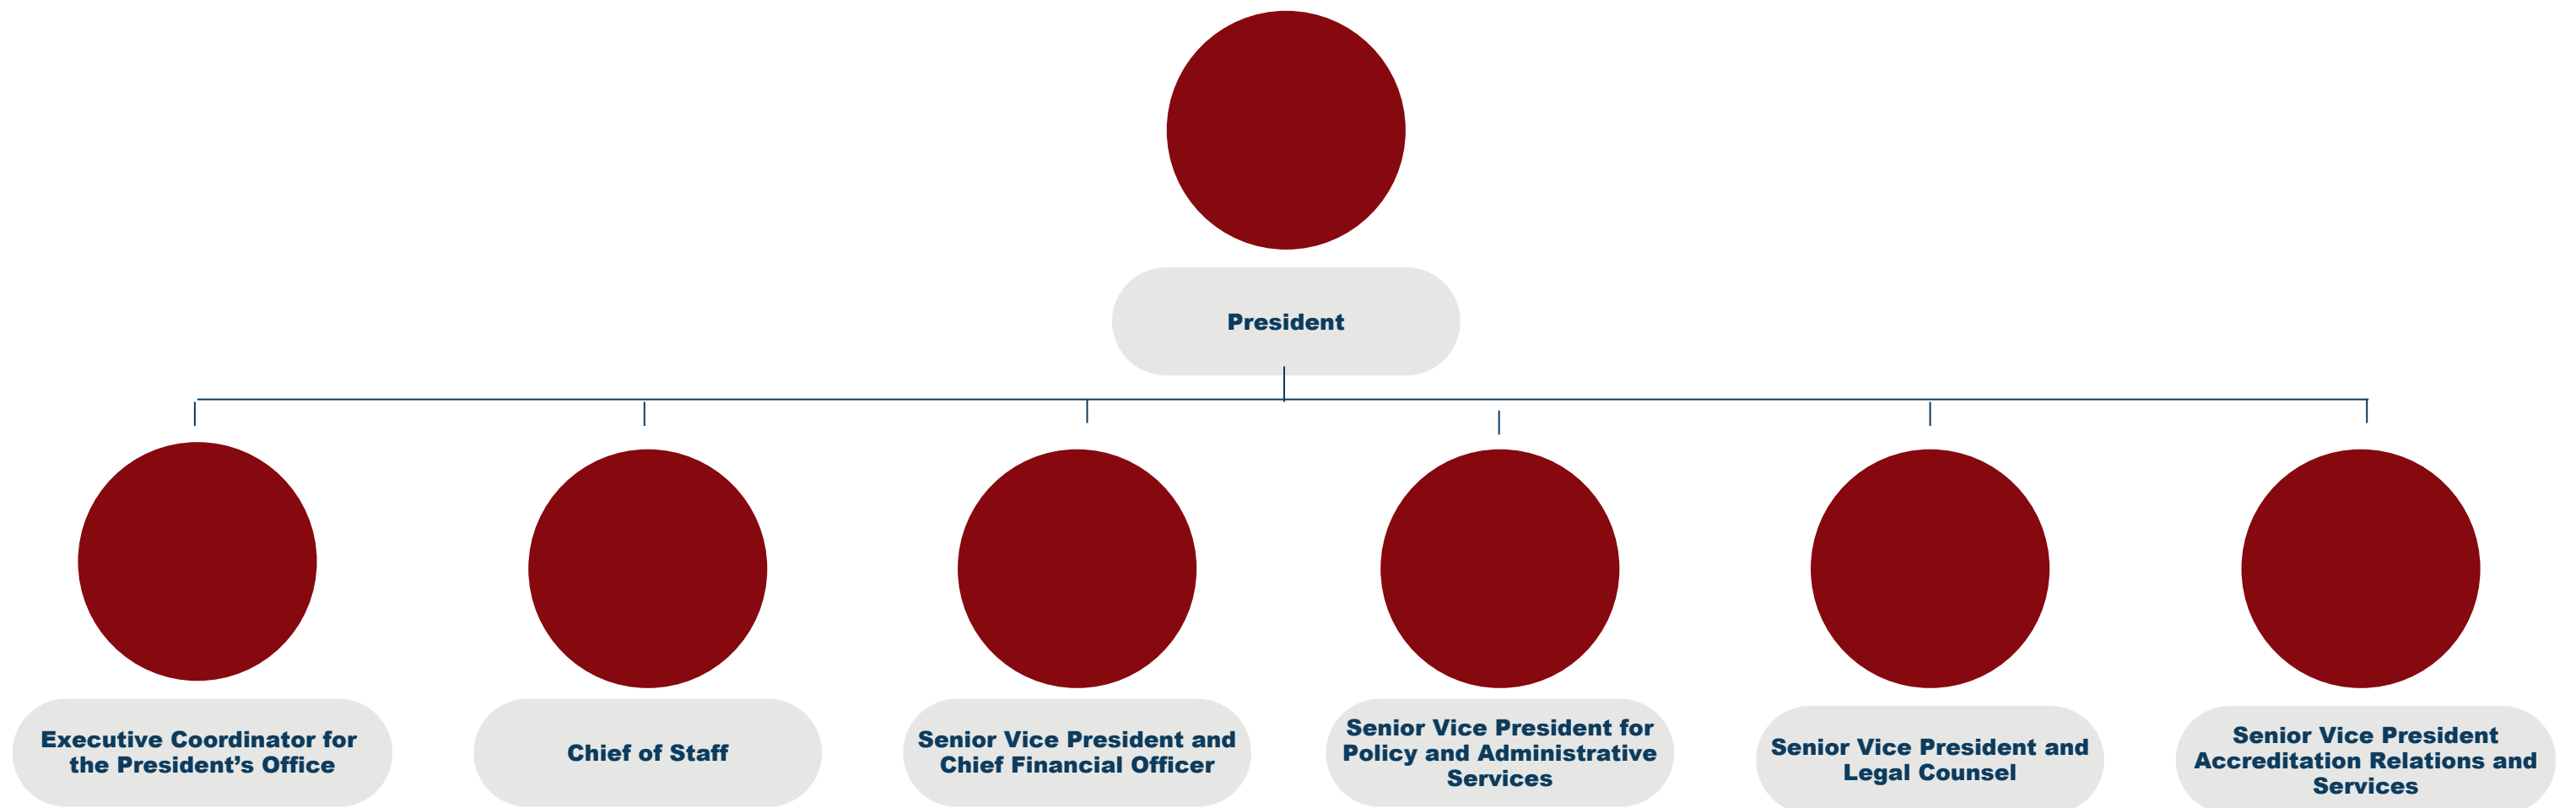 President
Executive Coordinator for
the President’s Office
Chief of Staff
Senior Vice President and
Chief Financial Officer
Senior Vice President for
Policy and Administrative
Services
Senior Vice President and
Legal Counsel
Senior Vice President
Accreditation Relations and
Services